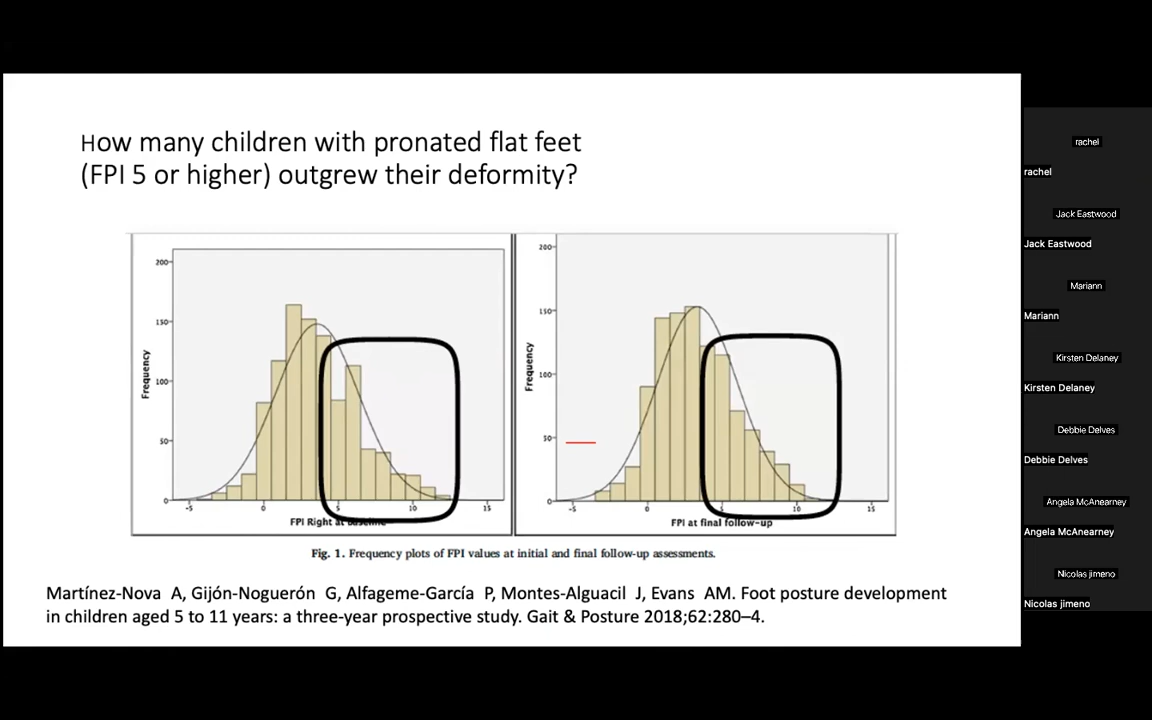 How many children with pronated flat feet
(FPI 5 or higher) outgrew their deformity?
200
150
100
50
0
Frequency
-5
0
5
10
15
FPI Right at baseline
200
150
100
50
0
Frequency
-5
0
5
10
15
FPI at final follow-up
Fig. 1. Frequency plots of FPI values at initial and final follow-up assessments.
Martínez-Nova A, Gijón-Noguerón G, Alfageme-García P, Montes-Alguacil J, Evans AM. Foot posture development
in children aged 5 to 11 years: a three-year prospective study. Gait & Posture 2018;62:280–4.
rachel
rachel
Jack Eastwood
Jack Eastwood
Mariann
Mariann
Kirsten Delaney
Kirsten Delaney
Debbie Delves
Debbie Delves
Angela McAnearney
Angela McAnearney
Nicolas jimeno
Nicolas jimeno